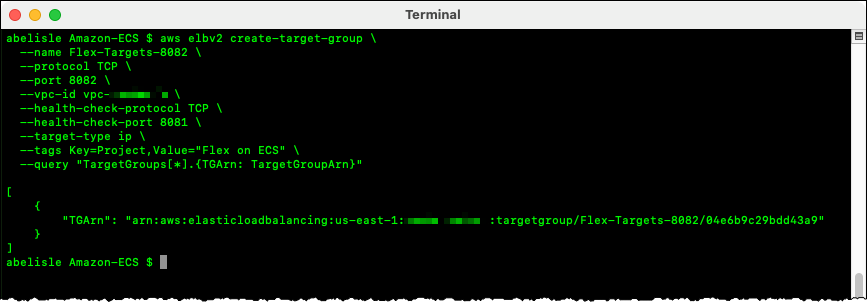 Terminal
abelisle Amazon-ECS $ aws elbv2 create-target-group \
--name Flex-Targets-8082 \
--protocol TCP \
--port 8082 \
--vpc-id vpc- \
--health-check-protocol TCP \
--health-check-port 8081 \
--target-type ip \
--tags Key=Project,Value="Flex on ECS" \
--query "TargetGroups[*].{TGArn: TargetGroupArn}"
[
{
"TGArn": "arn:aws:elasticloadbalancing:us-east-1: :targetgroup/Flex-Targets-8082/04e6b9c29bdd43a9"
}
]
abelisle Amazon-ECS $